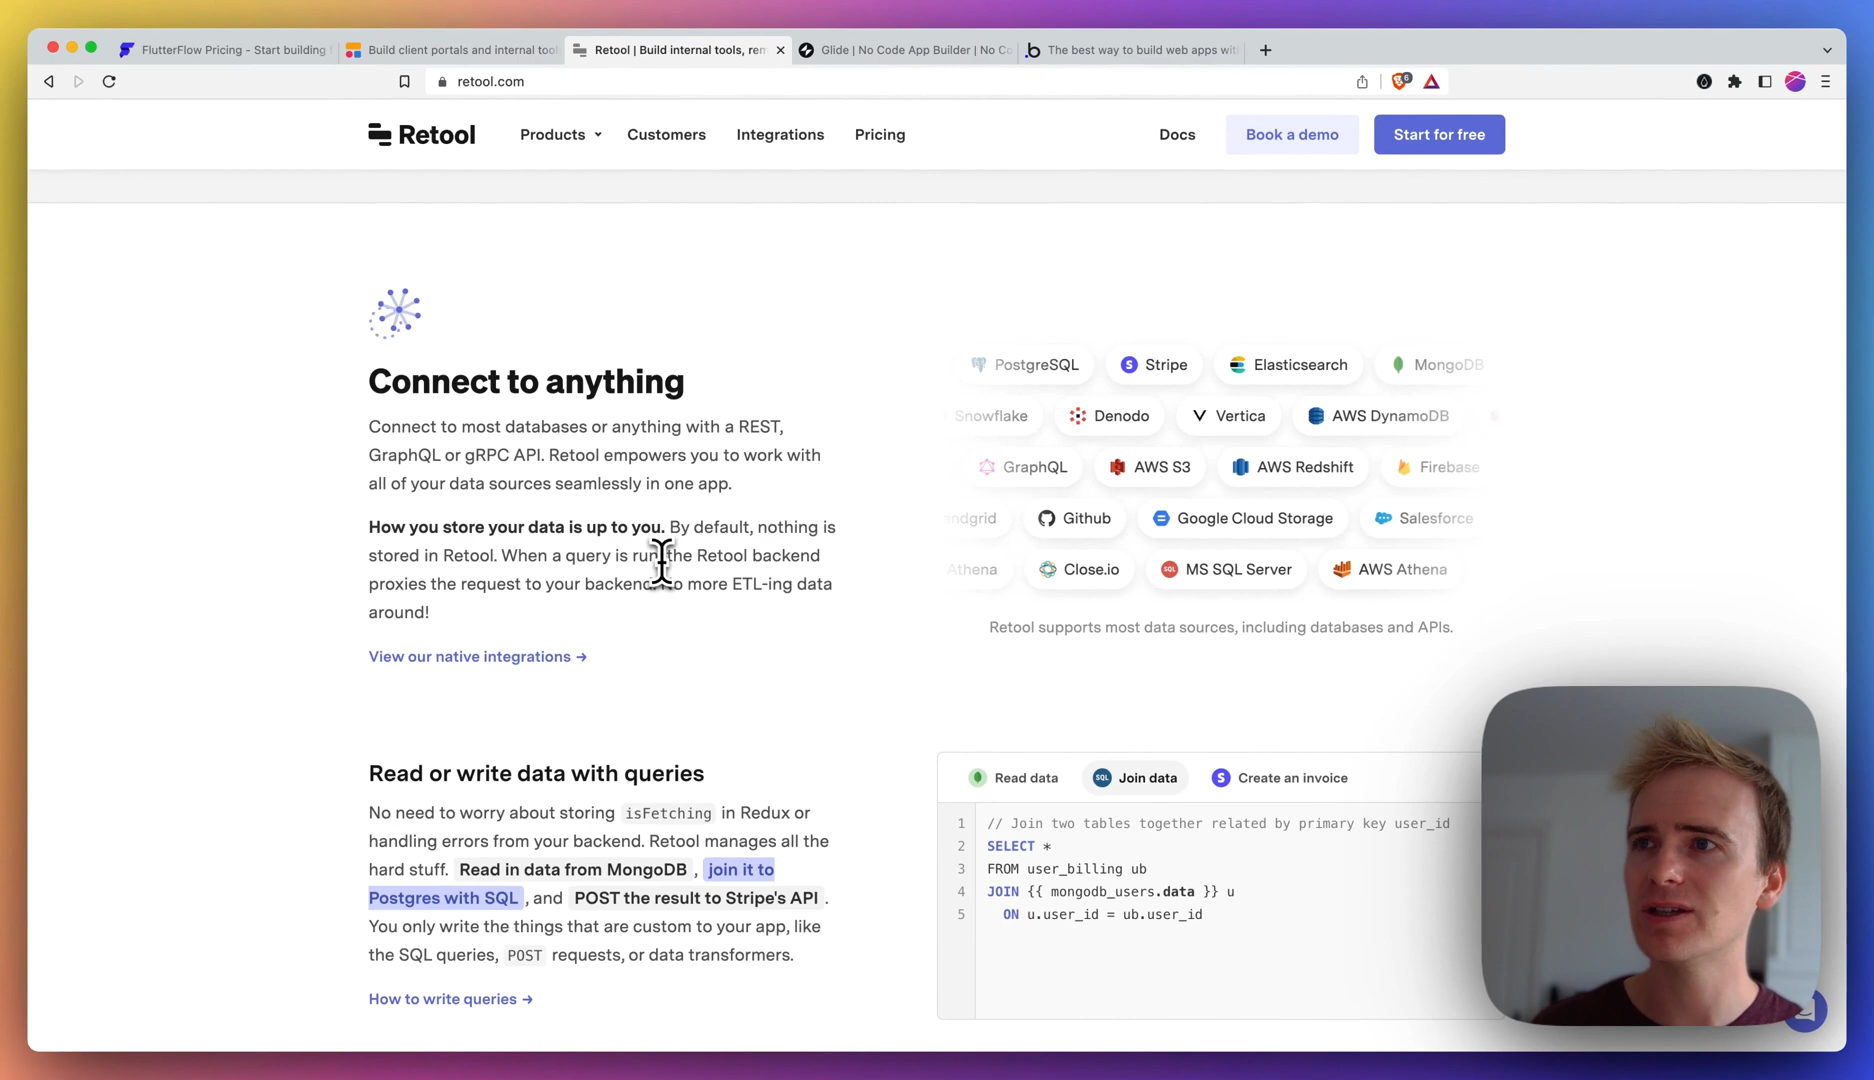 FlutterFlow Pricing - Start building
Build client portals and internal tool
Retool | Build internal tools, rem
Glide | No Code App Builder | No Co
The best way to build web apps wit
retool.com
6
Retool
Products
Customers
Integrations
Pricing
Docs
Book a demo
Start for free
Connect to anything
Connect to most databases or anything with a REST,
GraphQL or gRPC API. Retool empowers you to work with
all of your data sources seamlessly in one app.
How you store your data is up to you. By default, nothing is
stored in Retool. When a query is run the Retool backend
proxies the request to your backend to more ETL-ing data
around!
View our native integrations →
PostgreSQL Stripe Elasticsearch MongoDB
Snowflake Denodo Vertica AWS DynamoDB
GraphQL AWS S3 AWS Redshift Firebase
endgrid Github Google Cloud Storage Salesforce
Athena Close.io MS SQL Server AWS Athena
Retool supports most data sources, including databases and APIs.
Read or write data with queries
No need to worry about storing isFetching in Redux or
handling errors from your backend. Retool manages all the
hard stuff. Read in data from MongoDB , join it to
Postgres with SQL , and POST the result to Stripe's API .
You only write the things that are custom to your app, like
the SQL queries, POST requests, or data transformers.
How to write queries →
Read data
SQL Join data
Create an invoice
1 // Join two tables together related by primary key user_id
2 SELECT *
3 FROM user_billing ub
4 JOIN {{ mongodb_users.data }} u
5 ON u.user_id = ub.user_id